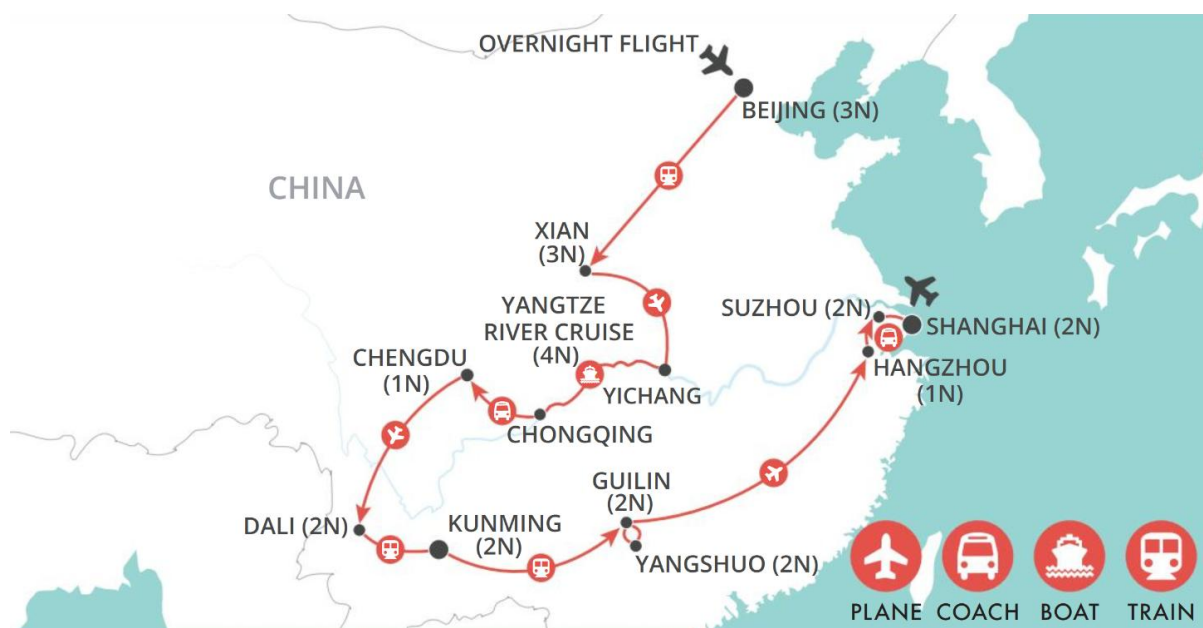 OVERNIGHT FLIGHT
BEIJING (3N)
CHINA
XIAN
(3N)
YANGTZE
RIVER CRUISE
(4N)
SUZHOU (2N)
SHANGHAI (2N)
CHENGDU
(1N)
HANGZHOU
(1N)
YICHANG
CHONGQING
GUILIN
(2N)
DALI (2N)
KUNMING
(2N)
YANGSHUO (2N)
PLANE COACH BOAT TRAIN